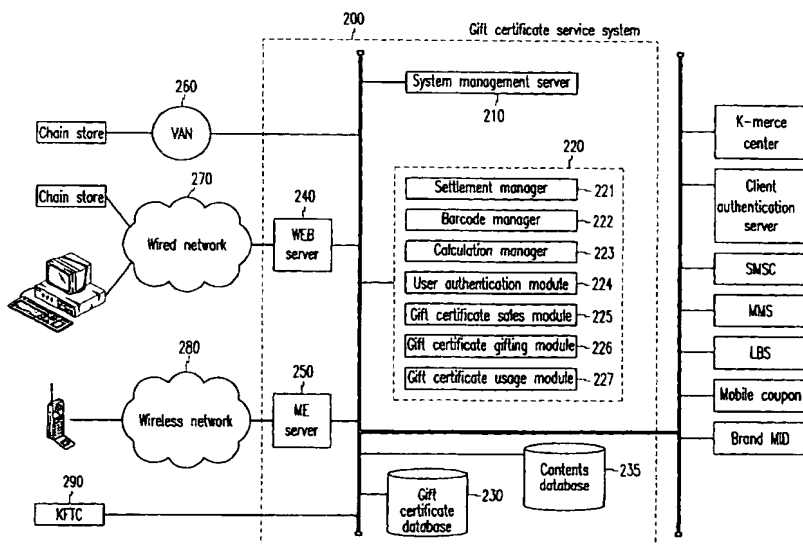 200
Gift certificate service system
260
System management server
210
Chain store
VAN
K-merce
center
220
270
Chain store
240
Settlement manager
221
Client
authentication
server
Barcode manager
222
Wired network
WEB
server
Calculation manager
223
User authentication module
224
SMSC
Gift certificate sales module
225
MMS
280
Gift certificate gifting module
226
250
Gift certificate usage module
227
LBS
Wireless network
ME
server
Mobile coupon
Brand MID
290
Contents
database
235
KFTC
Gift
certificate
database
230